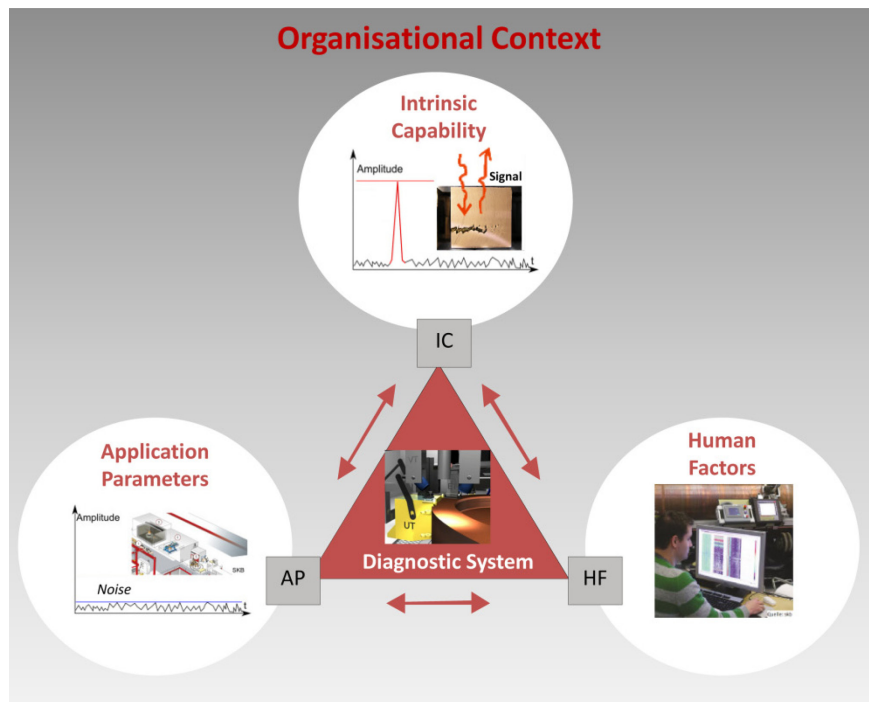 Organisational Context
Intrinsic
Capability
Amplitude
Signal
t
IC
Application
Parameters
Amplitude
SKB
Noise
t
AP
UT
Diagnostic System
HF
Human
Factors